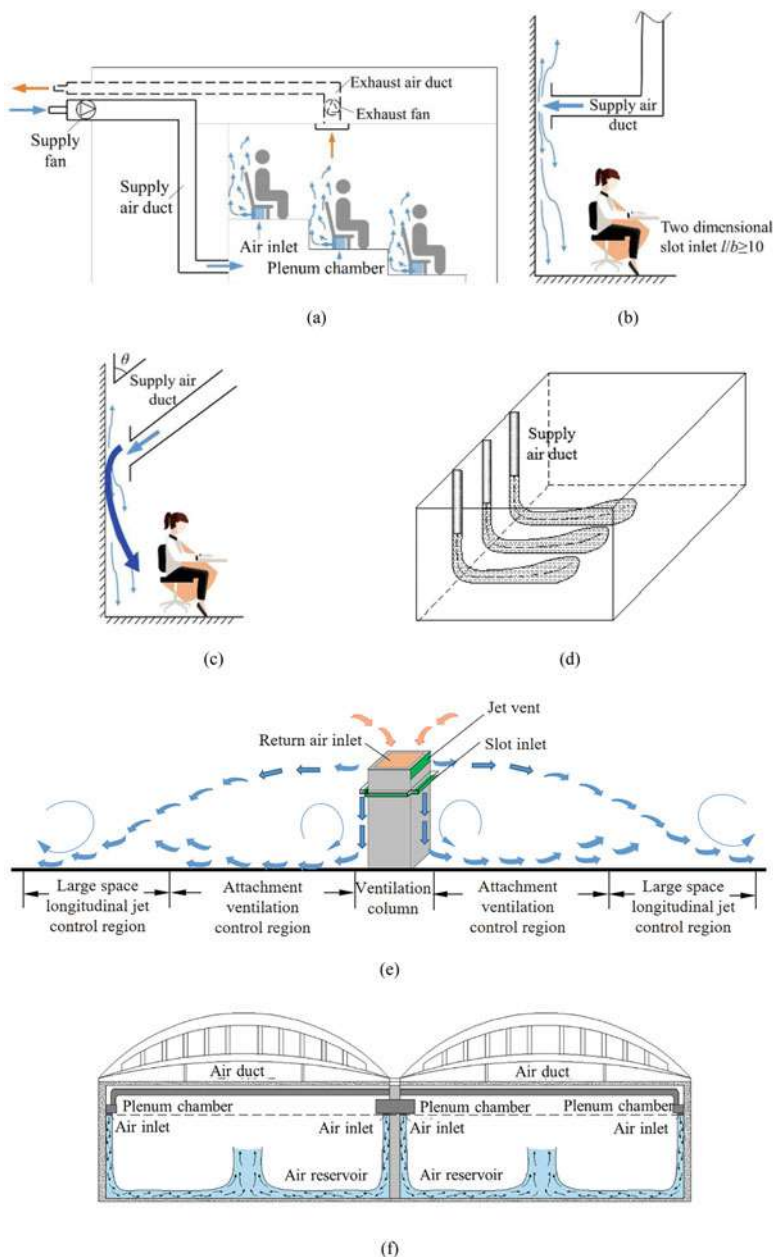 Exhaust air duct
Exhaust fan
Supply
fan
Supply
air duct
Air inlet
Plenum chamber
(a)
Supply air
duct
Two dimensional
slot inlet l/b≥10
(b)
θ
Supply air
duct
(c)
Supply
air duct
(d)
Jet vent
Return air inlet
Slot inlet
Large space
longitudinal jet
control region
Attachment
ventilation
control region
Ventilation
column
Attachment
ventilation
control region
Large space
longitudinal jet
control region
(e)
Air duct
Air duct
Plenum chamber
Plenum chamber
Plenum chamber
Air inlet
Air inlet
Air inlet
Air inlet
Air reservoir
Air reservoir
(f)